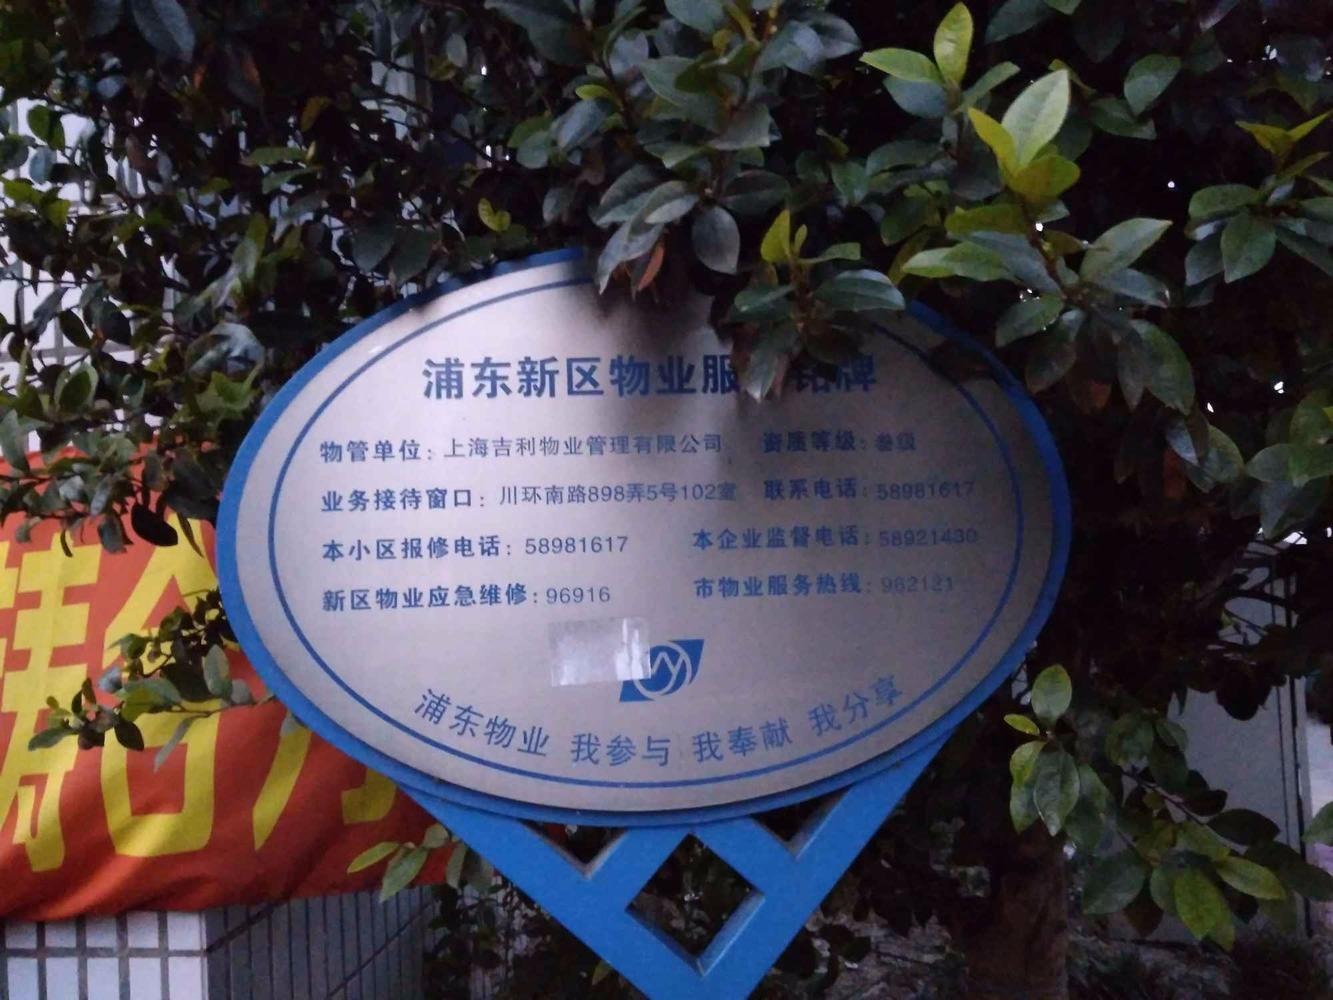 浦东新区物业服 铭牌
物管单位：上海吉利物业管理有限公司 资质等级：叁级
业务接待窗口：川环南路898弄5号102室 联系电话：58981617
本小区报修电话：58981617 本企业监督电话：58921430
新区物业应急维修：96916 市物业服务热线：962121
浦东物业 我参与 我奉献 我分享